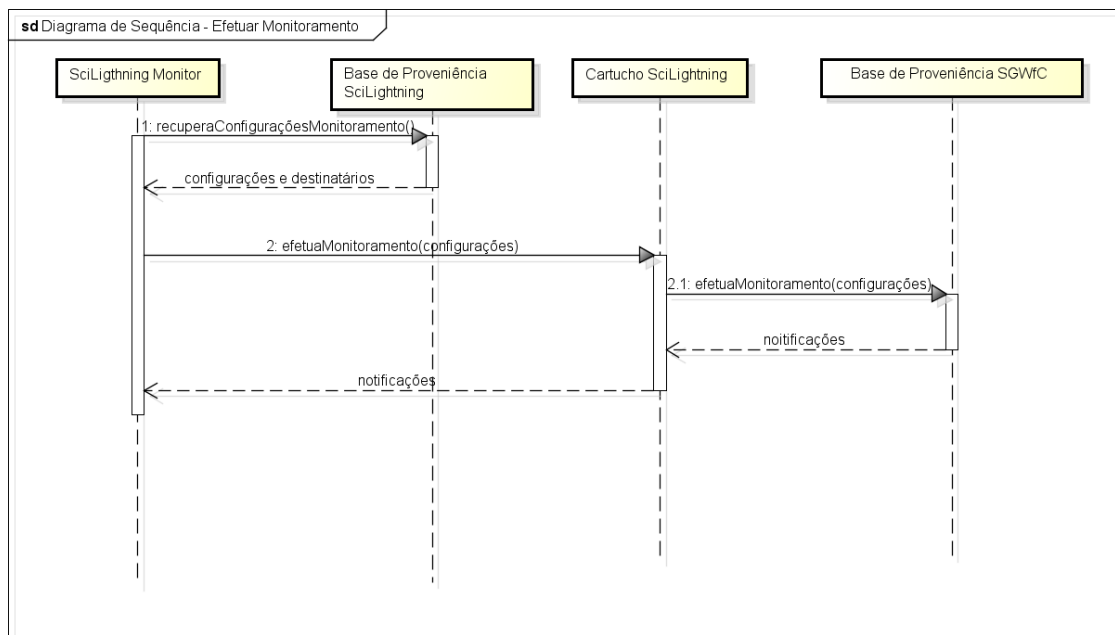 sd Diagrama de Sequência - Efetuar Monitoramento
SciLigthning Monitor
Base de Proveniência
SciLightning
Cartucho SciLightning
Base de Proveniência SGWfC
1: recuperaConfiguraçõesMonitoramento()
configurações e destinatários
2: efetuaMonitoramento(configurações)
2.1: efetuaMonitoramento(configurações)
noitificações
notificações